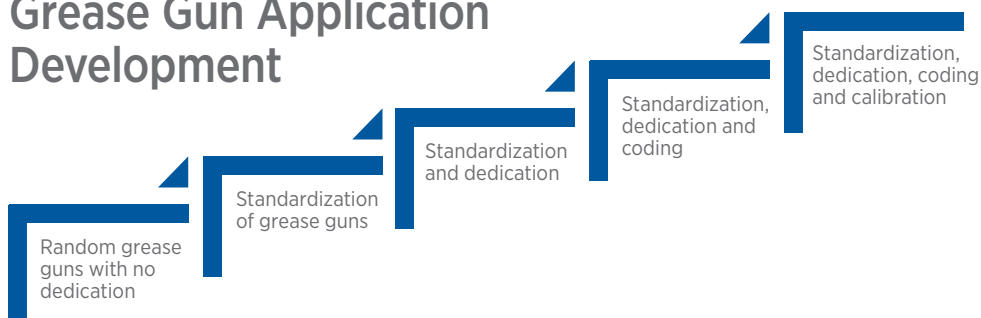 Grease Gun Application
Development
Random grease
guns with no
dedication
Standardization
of grease guns
Standardization
and dedication
Standardization,
dedication and
coding
Standardization,
dedication, coding
and calibration